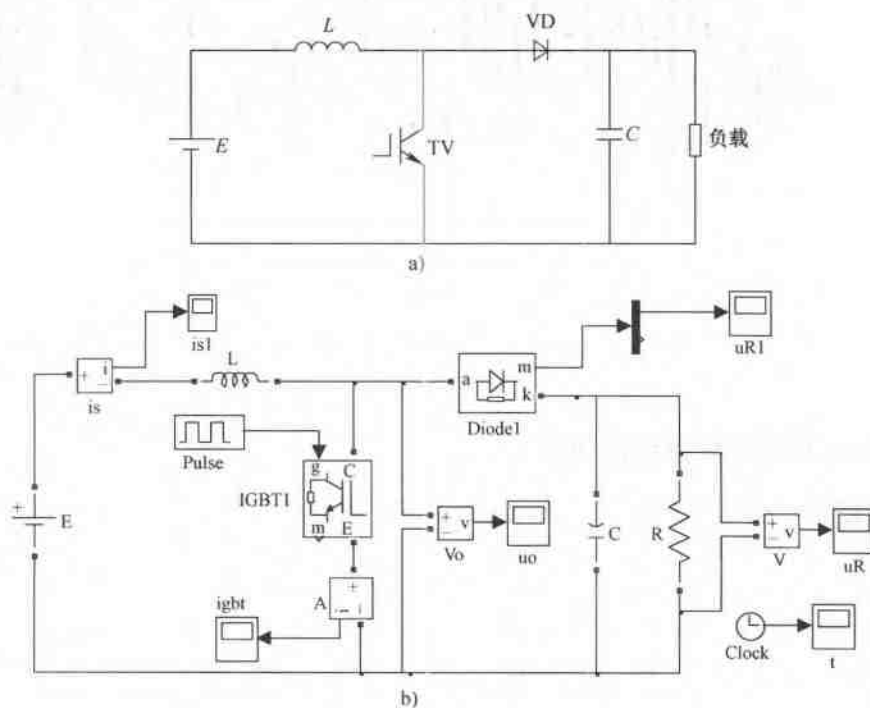 L
VD
E
TV
C
负载
a)
is1
i
+
−
is
L
a
m
k
Diode1
uR1
Pulse
g
C
IGBT1
m
E
+
E
+
−
v
Vo
uo
C
R
+
−
v
V
uR
igbt
A
+
i
−
Clock
t
b)